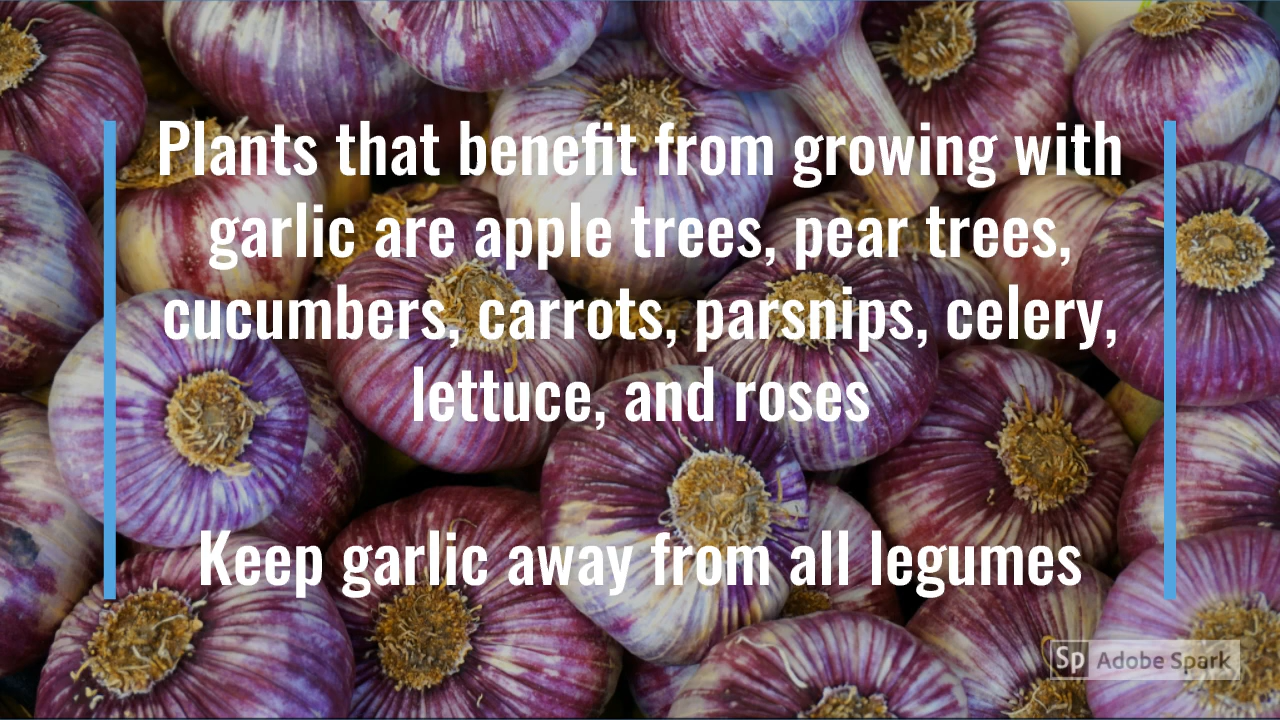 Plants that benefit from growing with
garlic are apple trees, pear trees,
cucumbers, carrots, parsnips, celery,
lettuce, and roses
Keep garlic away from all legumes
Sp Adobe Spark